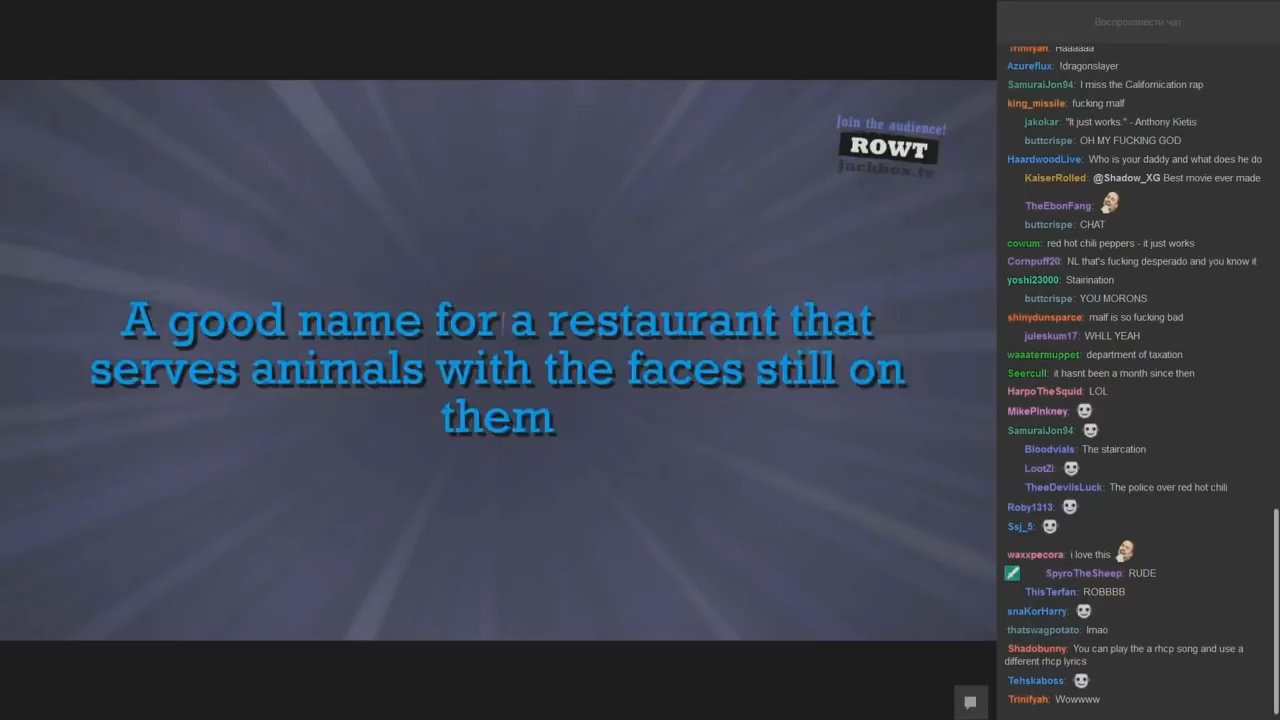 Join the audience!
ROWT
jackbox.tv
A good name for a restaurant that
serves animals with the faces still on
them
Воспроизвести чат
Trinifyah: Haaaaaa
Azureflux: !dragonslayer
SamuraiJon94: I miss the Californication rap
king_missile: fucking malf
jakokar: "It just works." - Anthony Kietis
buttcrispe: OH MY FUCKING GOD
HaardwoodLive: Who is your daddy and what does he do
KaiserRolled: @Shadow_XG Best movie ever made
TheEbonFang:
buttcrispe: CHAT
cowum: red hot chili peppers - it just works
Cornpuff20: NL that's fucking desperado and you know it
yoshi23000: Stairination
buttcrispe: YOU MORONS
shinydunsparce: malf is so fucking bad
juleskum17: WHLL YEAH
waaatermuppet: department of taxation
Seercull: it hasnt been a month since then
HarpoTheSquid: LOL
MikePinkney:
SamuraiJon94:
Bloodvials: The staircation
LootZi:
TheeDevilsLuck: The police over red hot chili
Roby1313:
Ssj_5:
waxxpecora: i love this
SpyroTheSheep: RUDE
ThisTerfan: ROBBBB
snaKorHarry:
thatswagpotato: lmao
Shadobunny: You can play the a rhcp song and use a
different rhcp lyrics
Tehskaboss:
Trinifyah: Wowwww